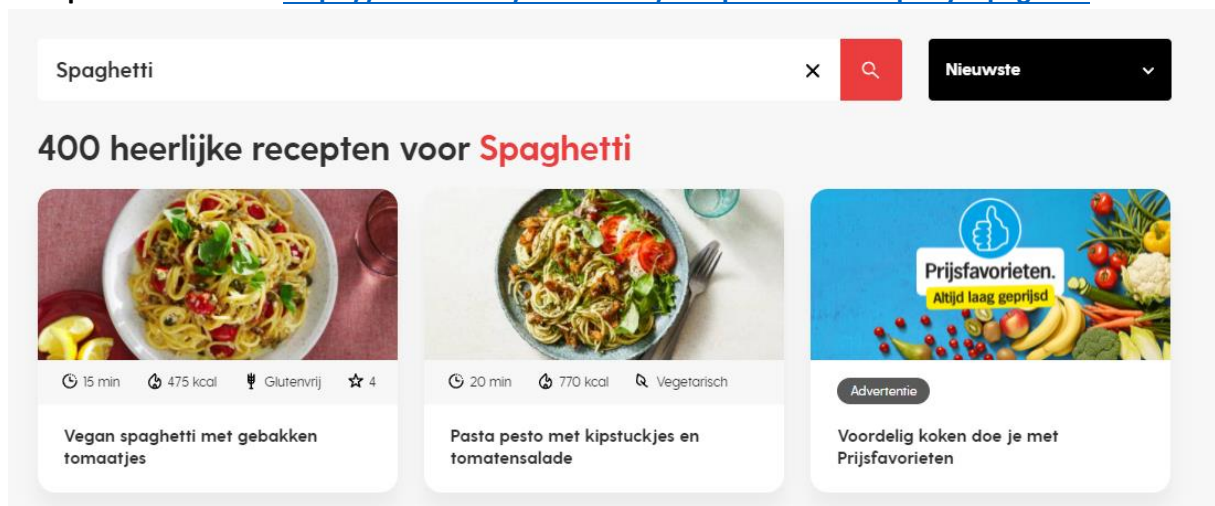 Spaghetti
Nieuwste
400 heerlijke recepten voor Spaghetti
15 min 475 kcal Glutenvrij 4
Vegan spaghetti met gebakken
tomaatjes
20 min 770 kcal Vegetarisch
Pasta pesto met kipstuckjes en
tomatensalade
Prijsfavorieten.
Altijd laag geprijsd
Advertentie
Voordelig koken doe je met
Prijsfavorieten